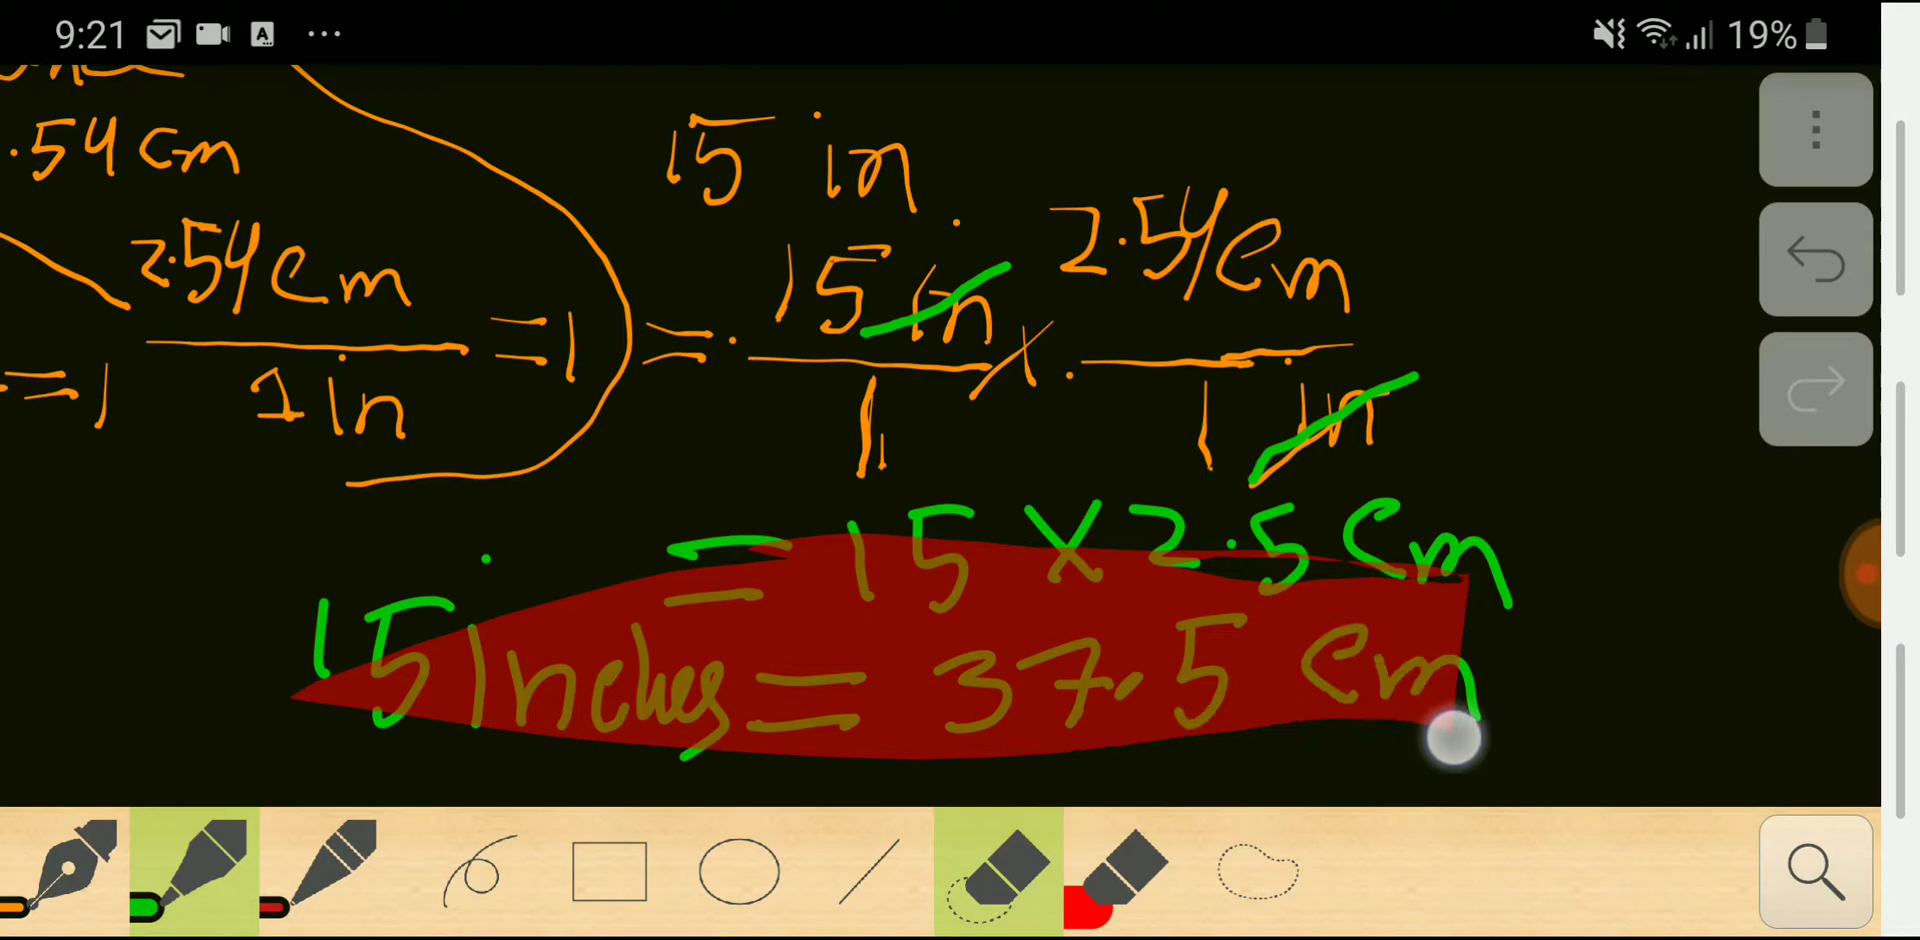 9:21 A ... 19%
.54 cm
15 in
2.54 cm
1 in
= 1
= 1
= 15 in
1
× 2.54 cm
1 in
= 15 × 2.5 cm
15 Inches = 37.5 cm